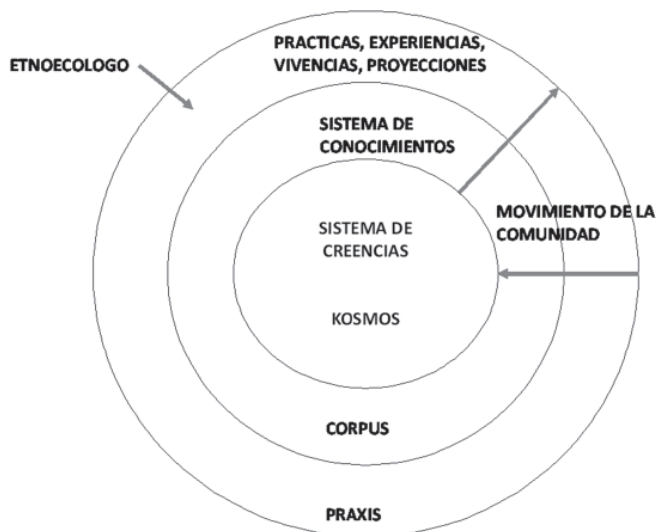 PRACTICAS, EXPERIENCIAS,
VIVENCIAS, PROYECCIONES
ETNOECOLOGO
SISTEMA DE
CONOCIMIENTOS
MOVIMIENTO DE LA
COMUNIDAD
SISTEMA DE
CREENCIAS
KOSMOS
CORPUS
PRAXIS